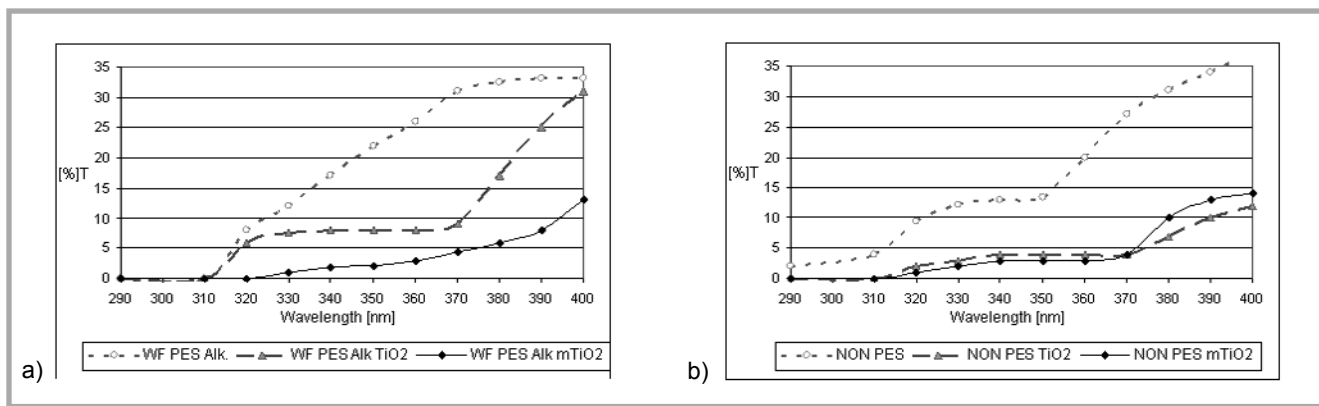 35
30
25
20
[%]T
15
10
5
0
290 300 310 320 330 340 350 360 370 380 390 400
Wavelength [nm]
WF PES Alk. WF PES Alk TiO2 WF PES Alk mTiO2
a)
35
30
25
20
[%]T
15
10
5
0
290 300 310 320 330 340 350 360 370 380 390 400
Wavelength [nm]
NON PES NON PES TiO2 NON PES mTiO2
b)